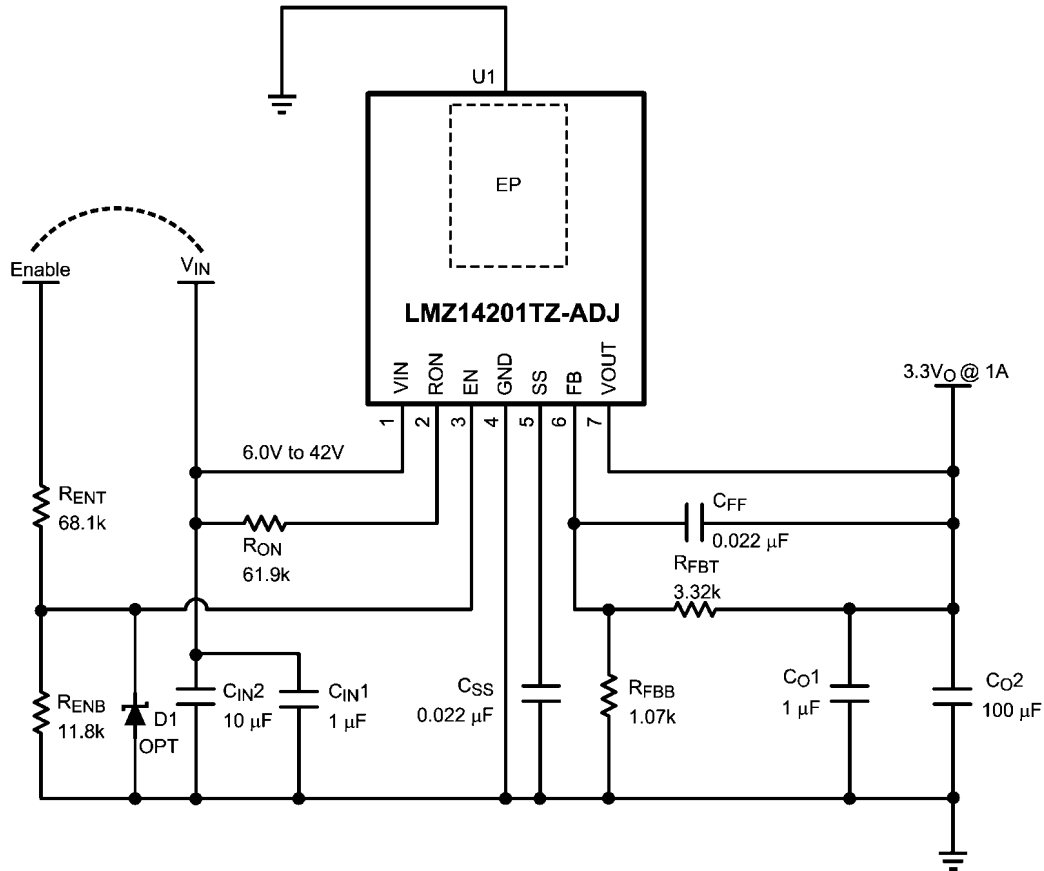 U1
EP
Enable
VIN
LMZ14201TZ-ADJ
VIN
RON
EN
GND
SS
FB
VOUT
3.3VO @ 1A
1
2
3
4
5
6
7
6.0V to 42V
RENT
68.1k
CFF
0.022 µF
RON
61.9k
RFBT
3.32k
RENB
11.8k
D1
OPT
CIN2
10 µF
CIN1
1 µF
CSS
0.022 µF
RFBB
1.07k
CO1
1 µF
CO2
100 µF